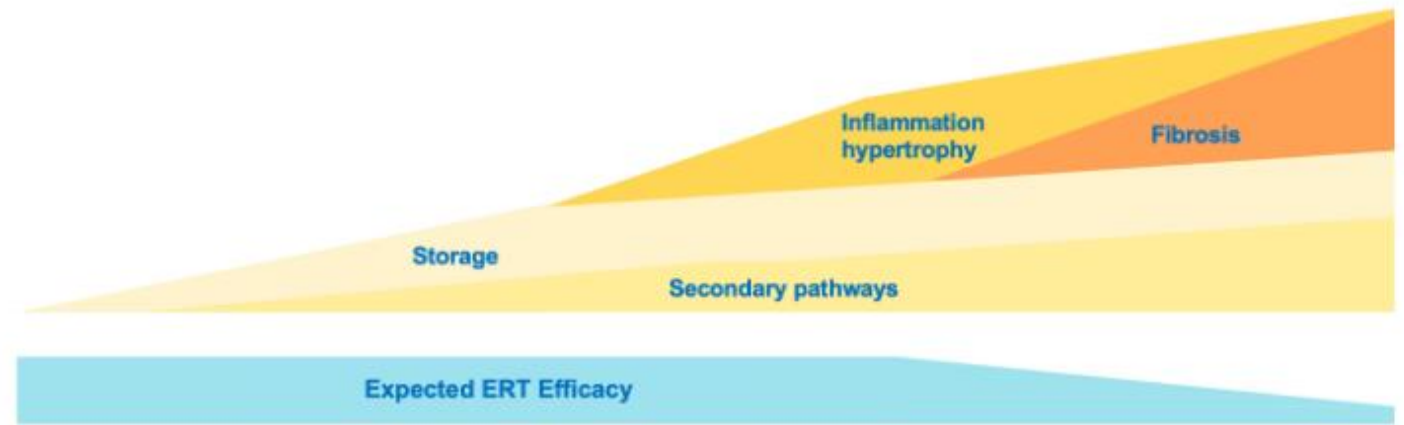 Inflammation
hypertrophy
Fibrosis
Storage
Secondary pathways
Expected ERT Efficacy